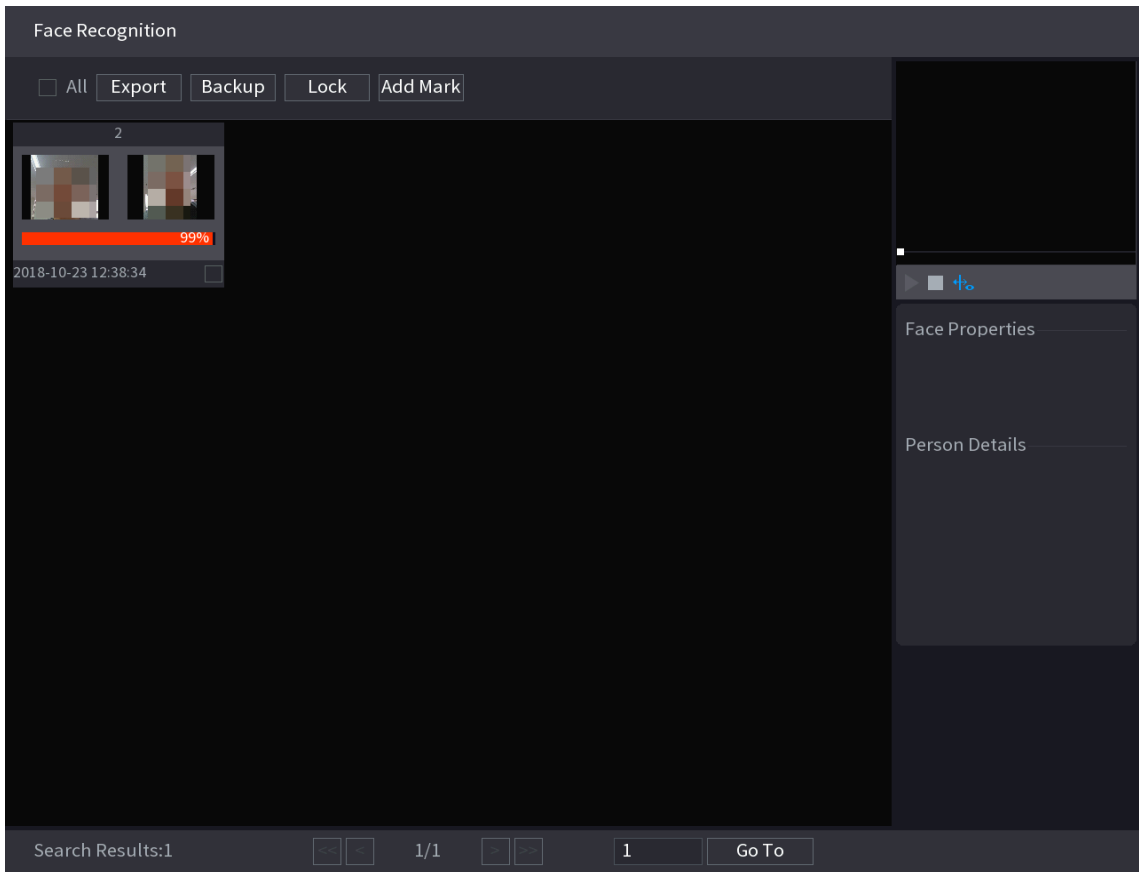 Face Recognition
All Export Backup Lock Add Mark
2
99%
2018-10-23 12:38:34
Face Properties
Person Details
Search Results:1 << < 1/1 > >> 1 Go To